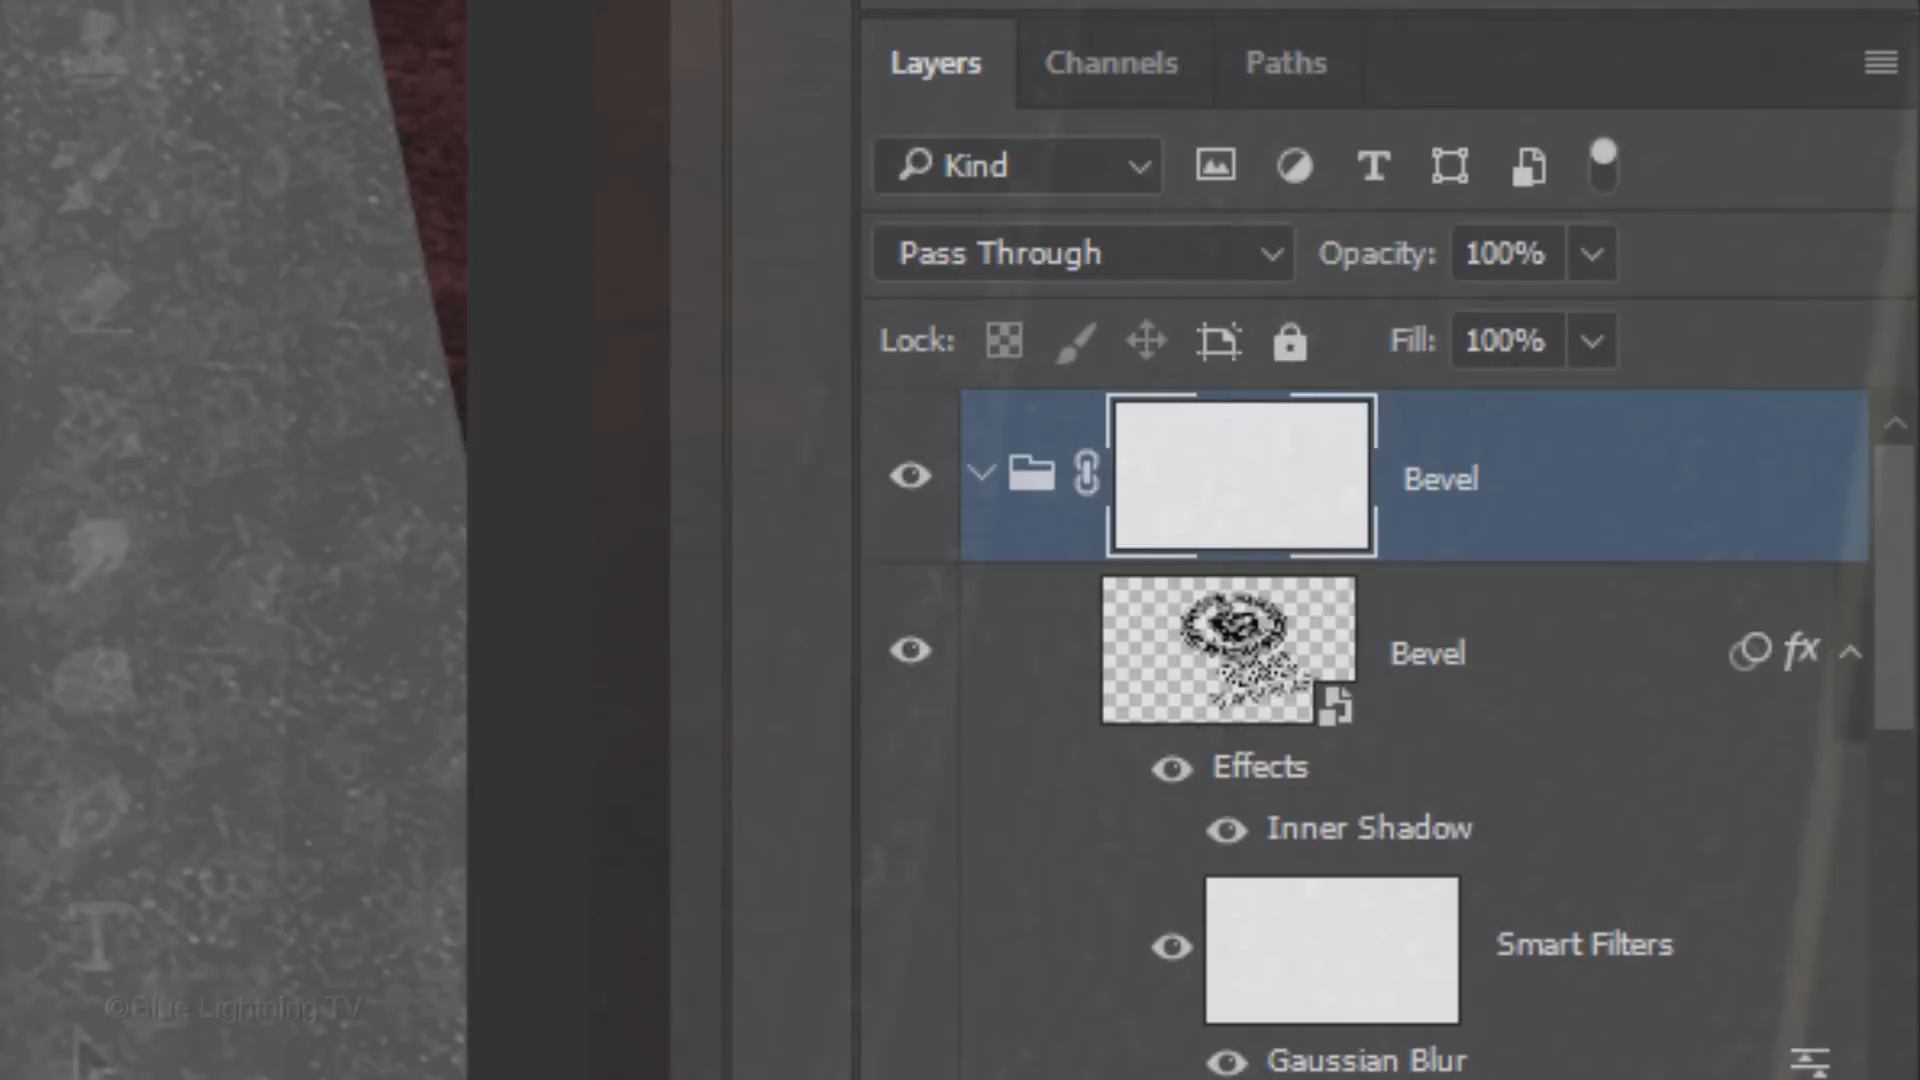 Layers Channels Paths
Kind
Pass Through Opacity: 100%
Lock: Fill: 100%
Bevel
Bevel
fx
Effects
Inner Shadow
Smart Filters
Gaussian Blur
©Blue Lightning TV